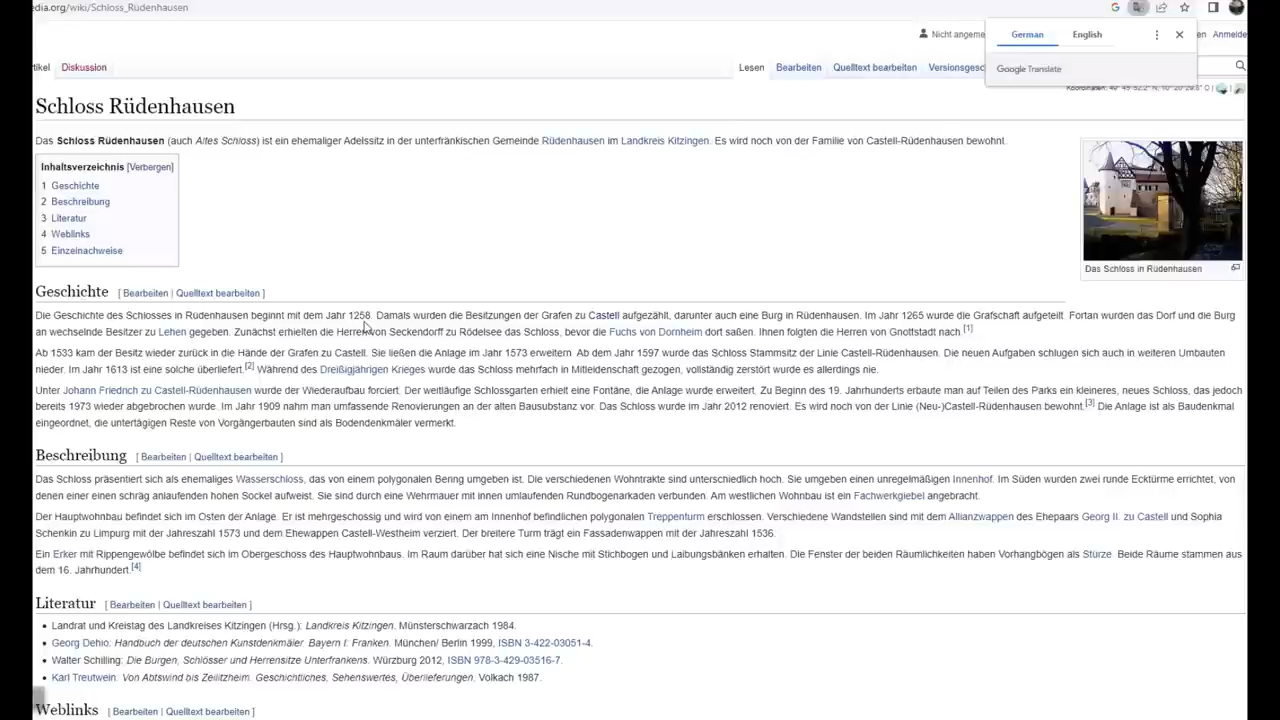 edia.org/wiki/Schloss_Rüdenhausen
German English
Google Translate
Nicht angeme
en Anmelde
tikel Diskussion
Lesen Bearbeiten Quelltext bearbeiten Versionsgesc
Schloss Rüdenhausen
Das Schloss Rüdenhausen (auch Altes Schloss) ist ein ehemaliger Adelssitz in der unterfränkischen Gemeinde Rüdenhausen im Landkreis Kitzingen. Es wird noch von der Familie von Castell-Rüdenhausen bewohnt.
Inhaltsverzeichnis [Verbergen]
1 Geschichte
2 Beschreibung
3 Literatur
4 Weblinks
5 Einzelnachweise
Das Schloss in Rüdenhausen
Geschichte [ Bearbeiten | Quelltext bearbeiten ]
Die Geschichte des Schlosses in Rüdenhausen beginnt mit dem Jahr 1258. Damals wurden die Besitzungen der Grafen zu Castell aufgezählt, darunter auch eine Burg in Rüdenhausen. Im Jahr 1265 wurde die Grafschaft aufgeteilt. Fortan wurden das Dorf und die Burg
an wechselnde Besitzer zu Lehen gegeben. Zunächst erhielten die Herren von Seckendorff zu Rödelsee das Schloss, bevor die Fuchs von Dornheim dort saßen. Ihnen folgten die Herren von Gnottstadt nach.[1]
Ab 1533 kam der Besitz wieder zurück in die Hände der Grafen zu Castell. Sie ließen die Anlage im Jahr 1573 erweitern. Ab dem Jahr 1597 wurde das Schloss Stammsitz der Linie Castell-Rüdenhausen. Die neuen Aufgaben schlugen sich auch in weiteren Umbauten
nieder. Im Jahr 1613 ist eine solche überliefert.[2] Während des Dreißigjährigen Krieges wurde das Schloss mehrfach in Mitleidenschaft gezogen, vollständig zerstört wurde es allerdings nie.
Unter Johann Friedrich zu Castell-Rüdenhausen wurde der Wiederaufbau forciert. Der weitläufige Schlossgarten erhielt eine Fontäne, die Anlage wurde erweitert. Zu Beginn des 19. Jahrhunderts erbaute man auf Teilen des Parks ein kleineres, neues Schloss, das jedoch
bereits 1973 wieder abgebrochen wurde. Im Jahr 1909 nahm man umfassende Renovierungen an der alten Bausubstanz vor. Das Schloss wurde im Jahr 2012 renoviert. Es wird noch von der Linie (Neu-)Castell-Rüdenhausen bewohnt.[3] Die Anlage ist als Baudenkmal
eingeordnet, die untertägigen Reste von Vorgängerbauten sind als Bodendenkmäler vermerkt.
Beschreibung [ Bearbeiten | Quelltext bearbeiten ]
Das Schloss präsentiert sich als ehemaliges Wasserschloss, das von einem polygonalen Bering umgeben ist. Die verschiedenen Wohntrakte sind unterschiedlich hoch. Sie umgeben einen unregelmäßigen Innenhof. Im Süden wurden zwei runde Ecktürme errichtet, von
denen einer einen schräg anlaufenden hohen Sockel aufweist. Sie sind durch eine Wehrmauer mit innen umlaufenden Rundbogenarkaden verbunden. Am westlichen Wohnbau ist ein Fachwerkgiebel angebracht.
Der Hauptwohnbau befindet sich im Osten der Anlage. Er ist mehrgeschossig und wird von einem am Innenhof befindlichen polygonalen Treppenturm erschlossen. Verschiedene Wandstellen sind mit dem Allianzwappen des Ehepaars Georg II. zu Castell und Sophia
Schenkin zu Limpurg mit der Jahreszahl 1573 und dem Ehewappen Castell-Westheim verziert. Der breitere Turm trägt ein Fassadenwappen mit der Jahreszahl 1536.
Ein Erker mit Rippengewölbe befindet sich im Obergeschoss des Hauptwohnbaus. Im Raum darüber hat sich eine Nische mit Stichbogen und Laibungsbänken erhalten. Die Fenster der beiden Räumlichkeiten haben Vorhangbögen als Stürze. Beide Räume stammen aus
dem 16. Jahrhundert.[4]
Literatur [ Bearbeiten | Quelltext bearbeiten ]
• Landrat und Kreistag des Landkreises Kitzingen (Hrsg.): Landkreis Kitzingen. Münsterschwarzach 1984.
• Georg Dehio: Handbuch der deutschen Kunstdenkmäler. Bayern I: Franken. München/ Berlin 1999, ISBN 3-422-03051-4.
• Walter Schilling: Die Burgen, Schlösser und Herrensitze Unterfrankens. Würzburg 2012, ISBN 978-3-429-03516-7.
• Karl Treutwein: Von Abtswind bis Zeilitzheim. Geschichtliches, Sehenswertes, Überlieferungen. Volkach 1987.
Weblinks [ Bearbeiten | Quelltext bearbeiten ]